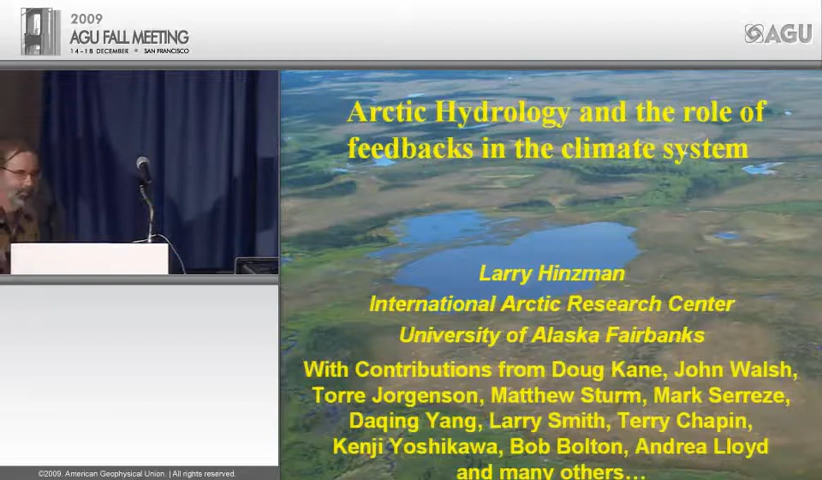 2009
AGU FALL MEETING
14-18 DECEMBER • SAN FRANCISCO
AGU
Arctic Hydrology and the role of
feedbacks in the climate system
Larry Hinzman
International Arctic Research Center
University of Alaska Fairbanks
With Contributions from Doug Kane, John Walsh,
Torre Jorgenson, Matthew Sturm, Mark Serreze,
Daqing Yang, Larry Smith, Terry Chapin,
Kenji Yoshikawa, Bob Bolton, Andrea Lloyd
and many others…
©2009. American Geophysical Union. | All rights reserved.